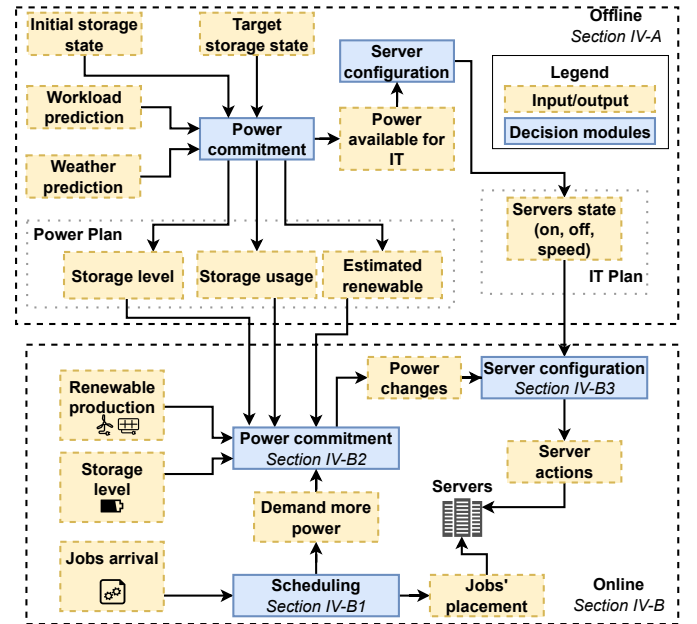 Initial storage
state
Target
storage state
Server
configuration
Offline
Section IV-A
Legend
Input/output
Decision modules
Workload
prediction
Power
commitment
Power
available for
IT
Weather
prediction
Servers state
(on, off,
speed)
IT Plan
Power Plan
Storage level
Storage usage
Estimated
renewable
Renewable
production
Power
changes
Server configuration
Section IV-B3
Power commitment
Section IV-B2
Storage
level
Server
actions
Demand more
power
Servers
Jobs arrival
Scheduling
Section IV-B1
Jobs'
placement
Online
Section IV-B